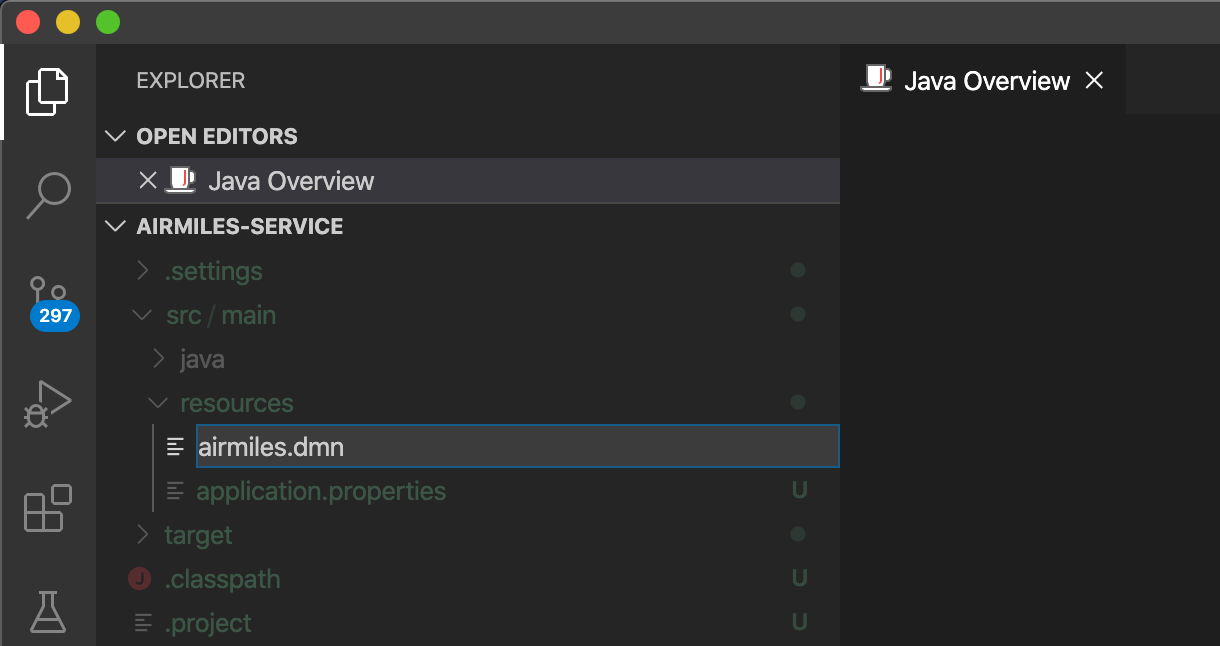 EXPLORER
Java Overview
OPEN EDITORS
Java Overview
AIRMILES-SERVICE
.settings
src / main
java
resources
airmiles.dmn
application.properties U
target
J .classpath U
.project U
297